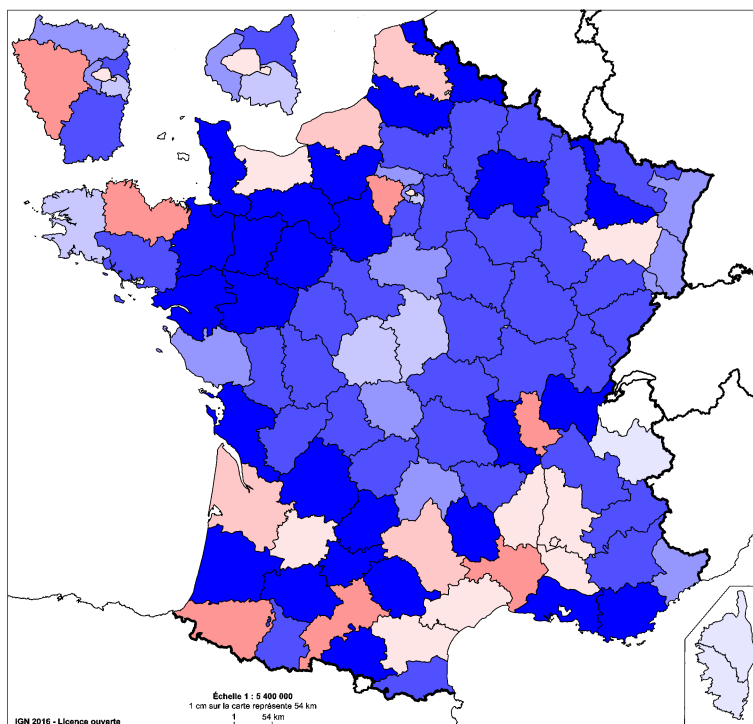 Échelle 1 : 5 400 000
1 cm sur la carte représente 54 km
1 54 km
IGN 2016 - Licence ouverte